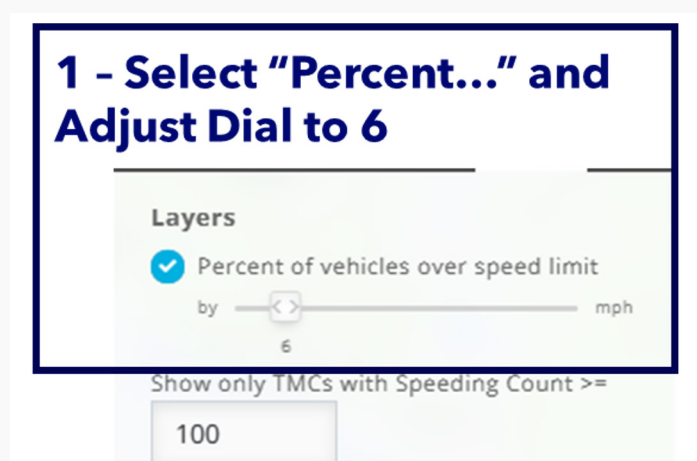 1 – Select “Percent...” and
Adjust Dial to 6
Layers
Percent of vehicles over speed limit
by < > mph
6
Show only TMCs with Speeding Count >=
100